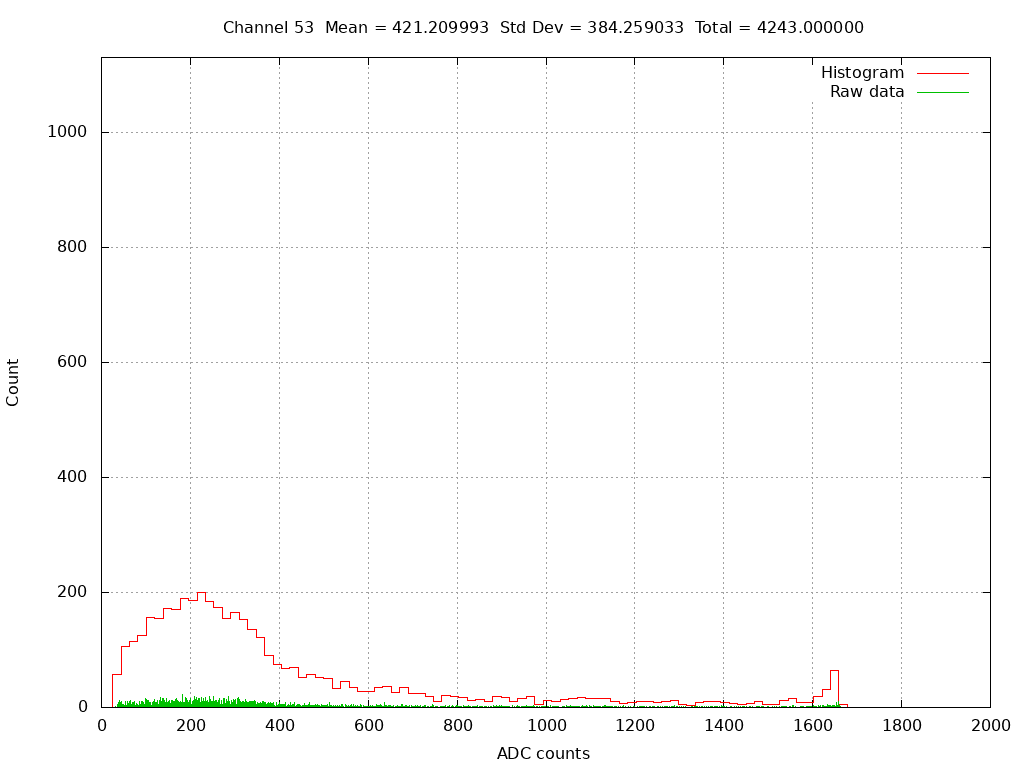 Channel 53  Mean = 421.209993  Std Dev = 384.259033  Total = 4243.000000
Histogram
Raw data
1000
800
600
400
200
0
Count
0 200 400 600 800 1000 1200 1400 1600 1800 2000
ADC counts